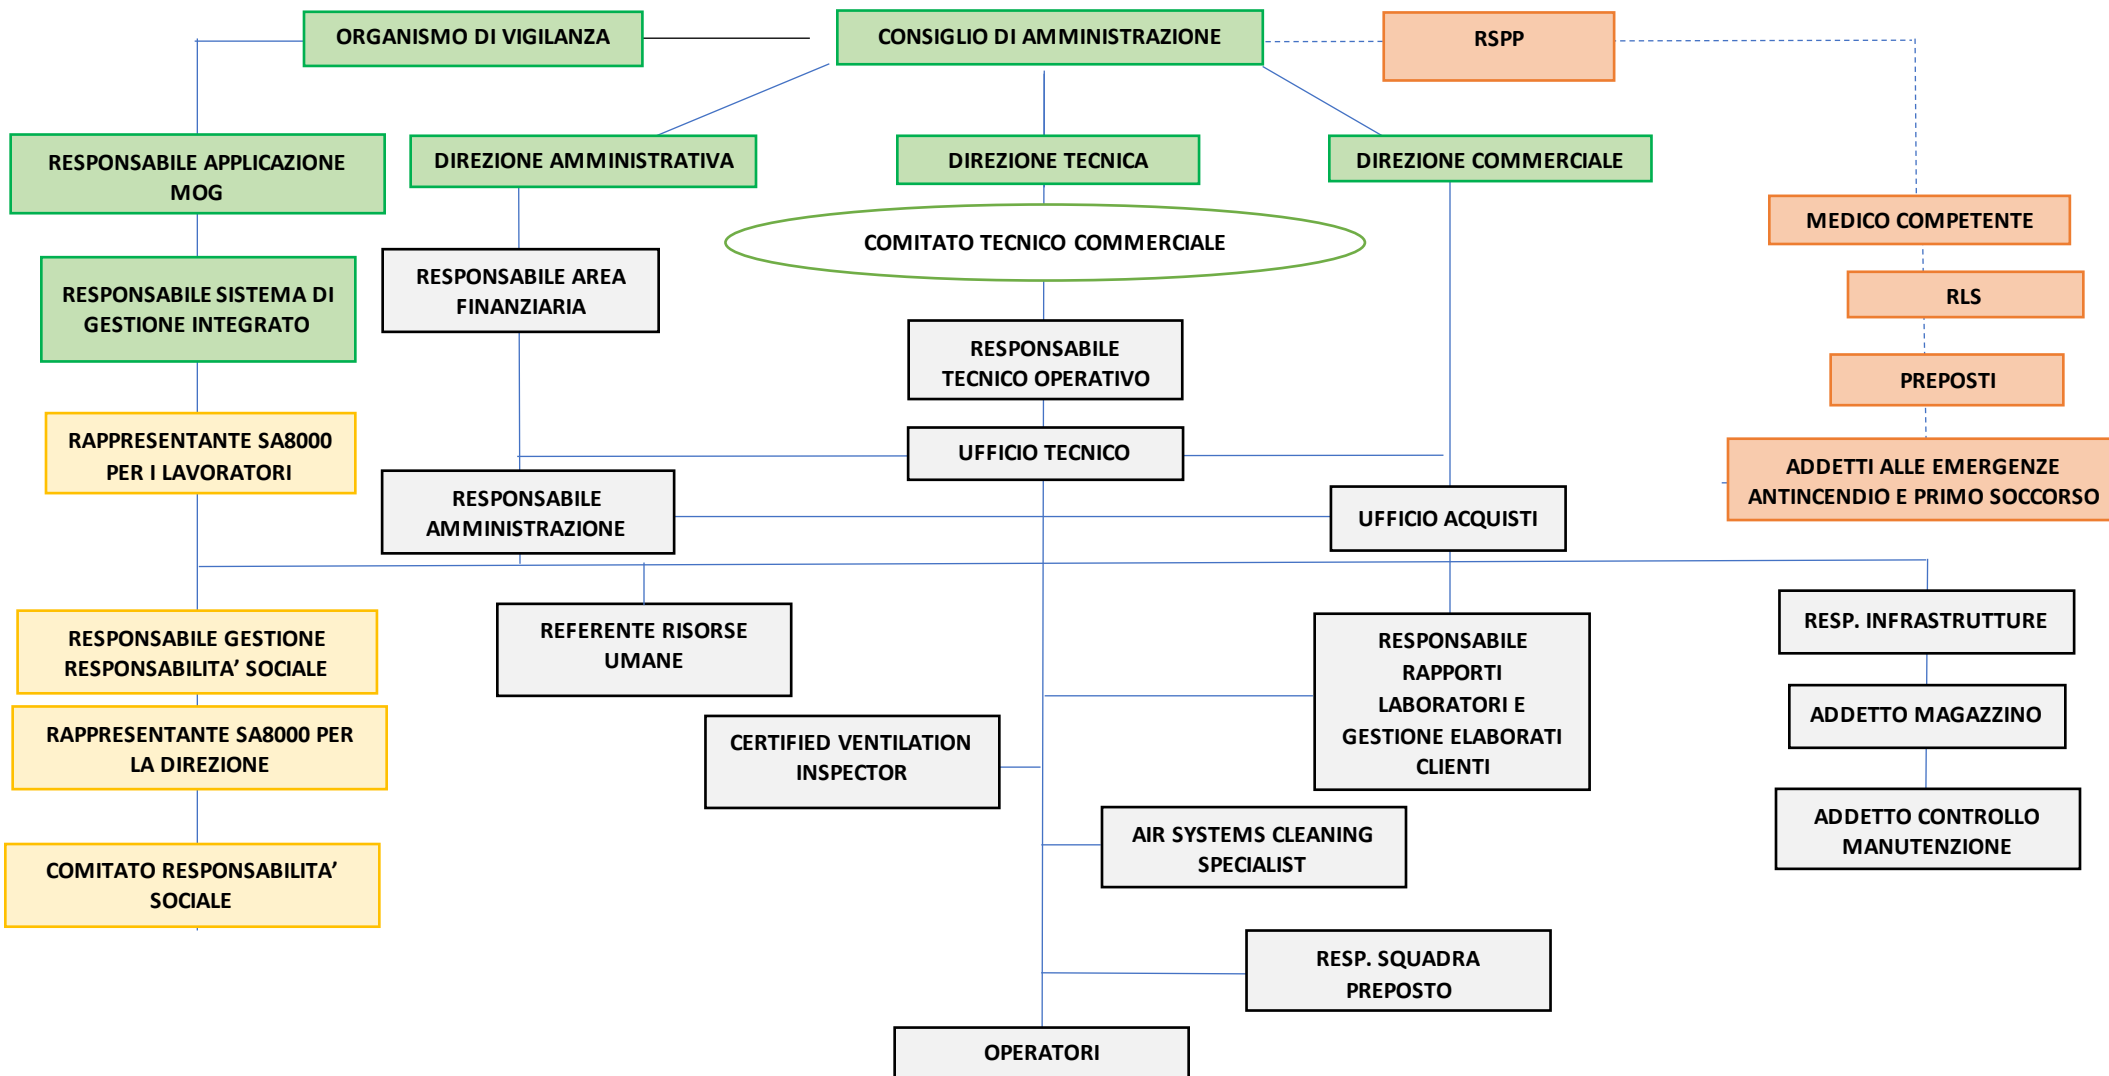 ORGANISMO DI VIGILANZA
CONSIGLIO DI AMMINISTRAZIONE
RSPP
RESPONSABILE APPLICAZIONE
MOG
DIREZIONE AMMINISTRATIVA
DIREZIONE TECNICA
DIREZIONE COMMERCIALE
MEDICO COMPETENTE
COMITATO TECNICO COMMERCIALE
RESPONSABILE AREA
FINANZIARIA
RESPONSABILE SISTEMA DI
GESTIONE INTEGRATO
RLS
RESPONSABILE
TECNICO OPERATIVO
PREPOSTI
RAPPRESENTANTE SA8000
PER I LAVORATORI
UFFICIO TECNICO
ADDETTI ALLE EMERGENZE
ANTINCENDIO E PRIMO SOCCORSO
RESPONSABILE
AMMINISTRAZIONE
UFFICIO ACQUISTI
RESPONSABILE GESTIONE
RESPONSABILITA’ SOCIALE
REFERENTE RISORSE
UMANE
RESPONSABILE
RAPPORTI
LABORATORI E
GESTIONE ELABORATI
CLIENTI
RESP. INFRASTRUTTURE
RAPPRESENTANTE SA8000 PER
LA DIREZIONE
CERTIFIED VENTILATION
INSPECTOR
ADDETTO MAGAZZINO
AIR SYSTEMS CLEANING
SPECIALIST
ADDETTO CONTROLLO
MANUTENZIONE
COMITATO RESPONSABILITA’
SOCIALE
RESP. SQUADRA
PREPOSTO
OPERATORI